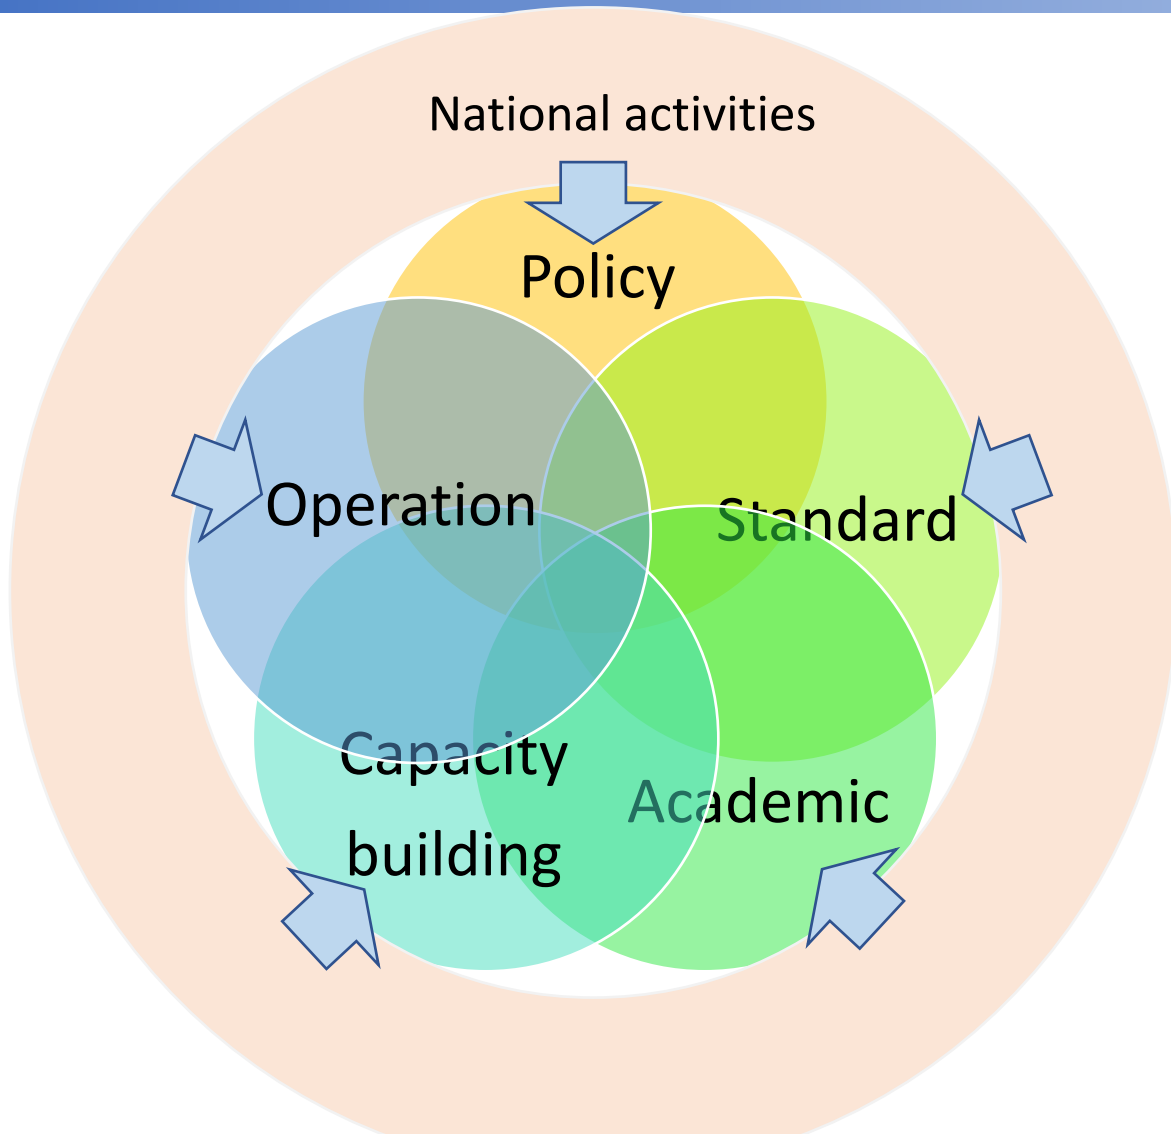 National activities
Policy
Operation
Standard
Capacity
building
Academic